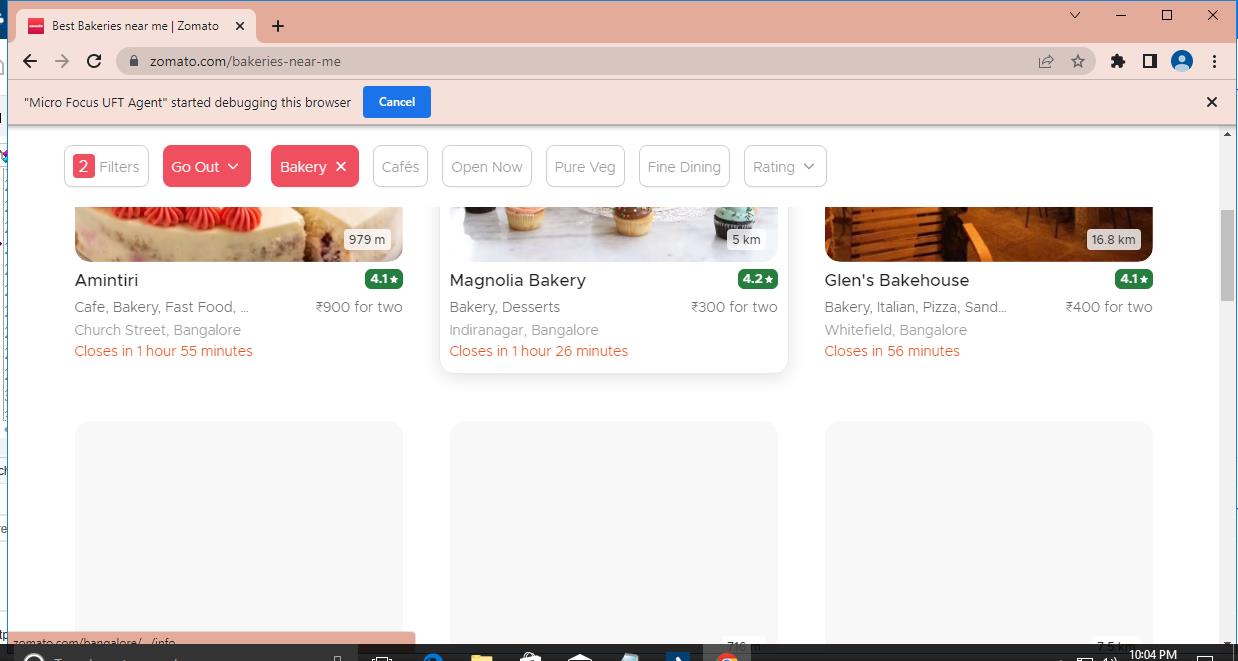 Best Bakeries near me | Zomato
zomato.com/bakeries-near-me
"Micro Focus UFT Agent" started debugging this browser Cancel
2 Filters Go Out Bakery Cafés Open Now Pure Veg Fine Dining Rating
979 m 5 km 16.8 km
Amintiri 4.1★ Magnolia Bakery 4.2★ Glen's Bakehouse 4.1★
Cafe, Bakery, Fast Food, ... ₹900 for two Bakery, Desserts ₹300 for two Bakery, Italian, Pizza, Sand... ₹400 for two
Church Street, Bangalore Indiranagar, Bangalore Whitefield, Bangalore
Closes in 1 hour 55 minutes Closes in 1 hour 26 minutes Closes in 56 minutes
716 m 7.5 km
zomato.com/bangalore/.../info
10:04 PM